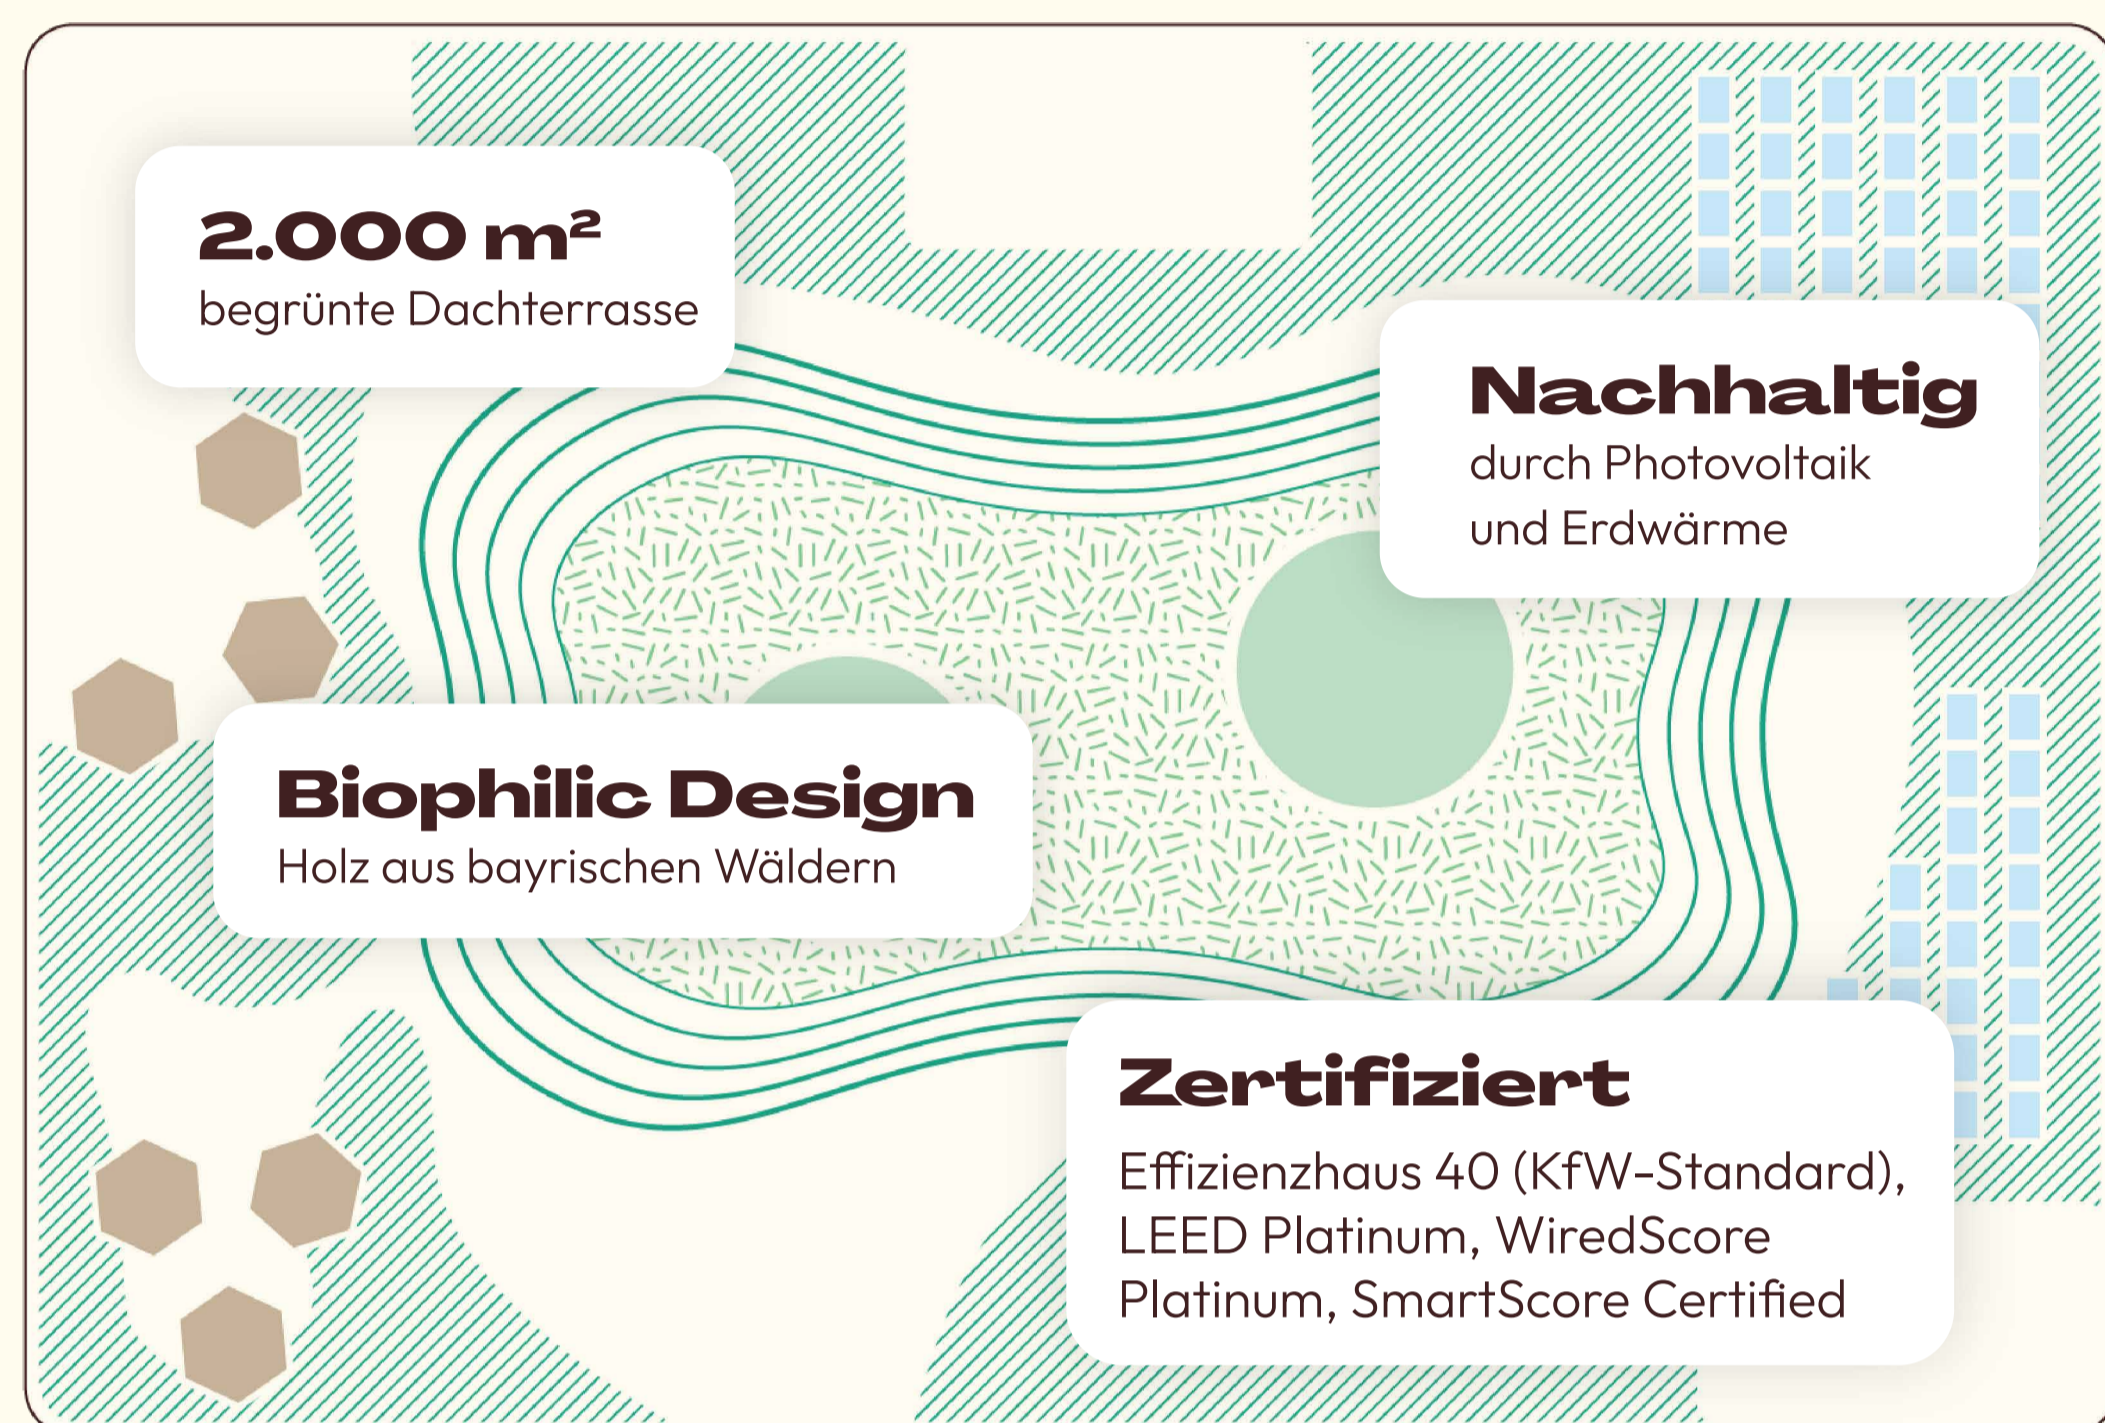 2.000 m²
begrünte Dachterrasse
Nachhaltig
durch Photovoltaik
und Erdwärme
Biophilic Design
Holz aus bayrischen Wäldern
Zertifiziert
Effizienzhaus 40 (KfW-Standard),
LEED Platinum, WiredScore
Platinum, SmartScore Certified